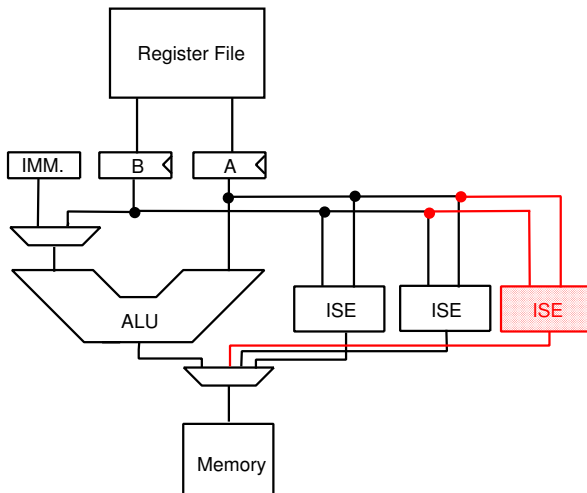 Register File
IMM.
B
A
ISE
ISE
ISE
ALU
Memory